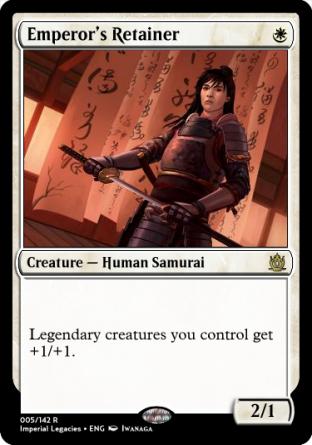 Emperor's Retainer
Creature — Human Samurai
Legendary creatures you control get
+1/+1.
2/1
005/142 R
Imperial Legacies • ENG Iwanaga